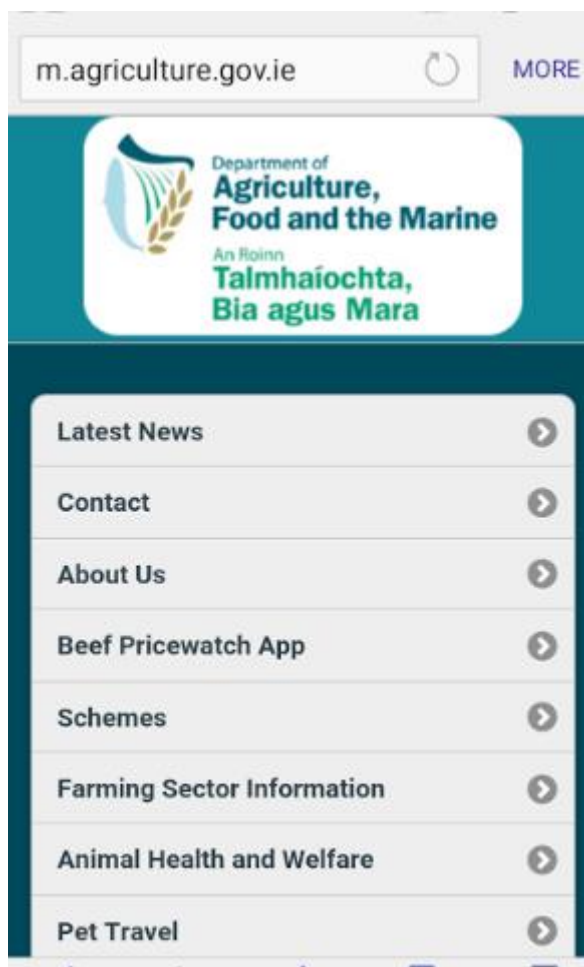 m.agriculture.gov.ie
MORE
Department of
Agriculture,
Food and the Marine
An Roinn
Talmhaíochta,
Bia agus Mara
Latest News
Contact
About Us
Beef Pricewatch App
Schemes
Farming Sector Information
Animal Health and Welfare
Pet Travel